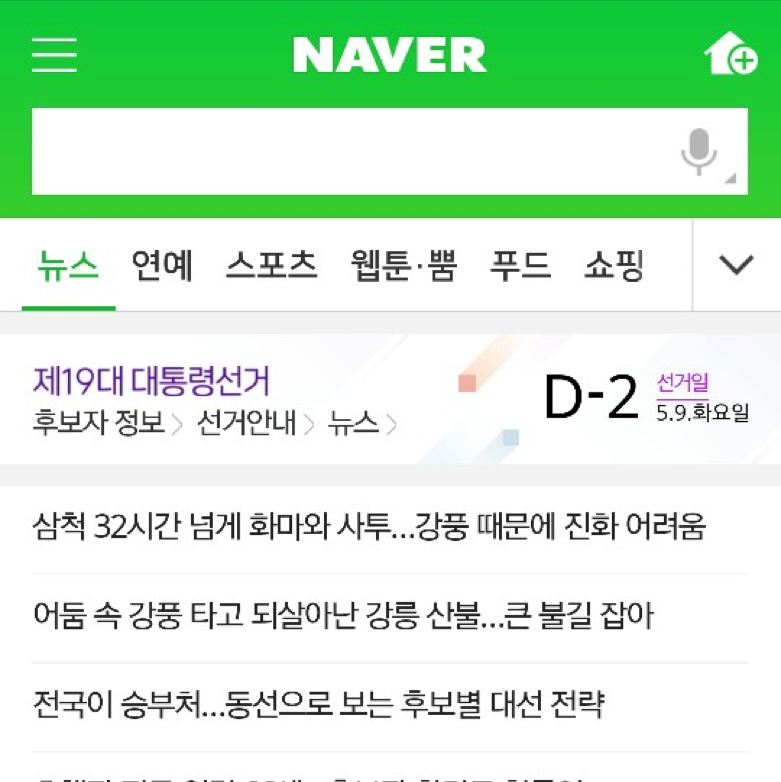 NAVER
뉴스 연예 스포츠 웹툰·뿜 푸드 쇼핑
제19대 대통령선거
후보자 정보 > 선거안내 > 뉴스 >
D-2
선거일
5.9.화요일
삼척 32시간 넘게 화마와 사투...강풍 때문에 진화 어려움
어둠 속 강풍 타고 되살아난 강릉 산불...큰 불길 잡아
전국이 승부처...동선으로 보는 후보별 대선 전략